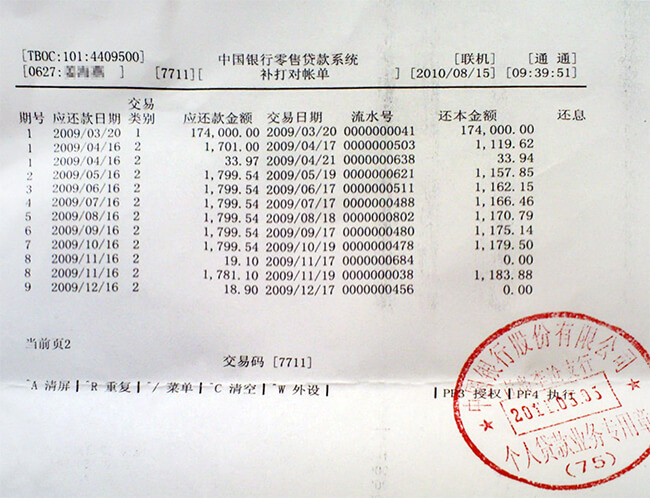 [TBOC:101:4409500] 中国银行零售贷款系统 [联机] [通 通]
[0627: ] [7711][ 补打对帐单 ] [2010/08/15] [09:39:51]
交易
期号 应还款日期 类别 应还款金额 交易日期 流水号 还本金额 还息
1 2009/03/20 1 174,000.00 2009/03/20 0000000041 174,000.00
1 2009/04/16 2 1,701.00 2009/04/17 0000000503 1,119.62
1 2009/04/16 2 33.97 2009/04/21 0000000638 33.94
2 2009/05/16 2 1,799.54 2009/05/19 0000000621 1,157.85
3 2009/06/16 2 1,799.54 2009/06/17 0000000511 1,162.15
4 2009/07/16 2 1,799.54 2009/07/17 0000000488 1,166.46
5 2009/08/16 2 1,799.54 2009/08/18 0000000802 1,170.79
6 2009/09/16 2 1,799.54 2009/09/17 0000000480 1,175.14
7 2009/10/16 2 1,799.54 2009/10/19 0000000478 1,179.50
8 2009/11/16 2 19.10 2009/11/17 0000000684 0.00
8 2009/11/16 2 1,781.10 2009/11/19 0000000038 1,183.88
9 2009/12/16 2 18.90 2009/12/17 0000000456 0.00
当前页2
交易码 [7711]
^A 清屏┃^R 重复┃^/ 菜单┃^C 清空┃^W 外设┃ ┃PF3 授权┃PF4 执行
中国银行股份有限公司
支行
2011.03.03
个人贷款业务专用章
(75)